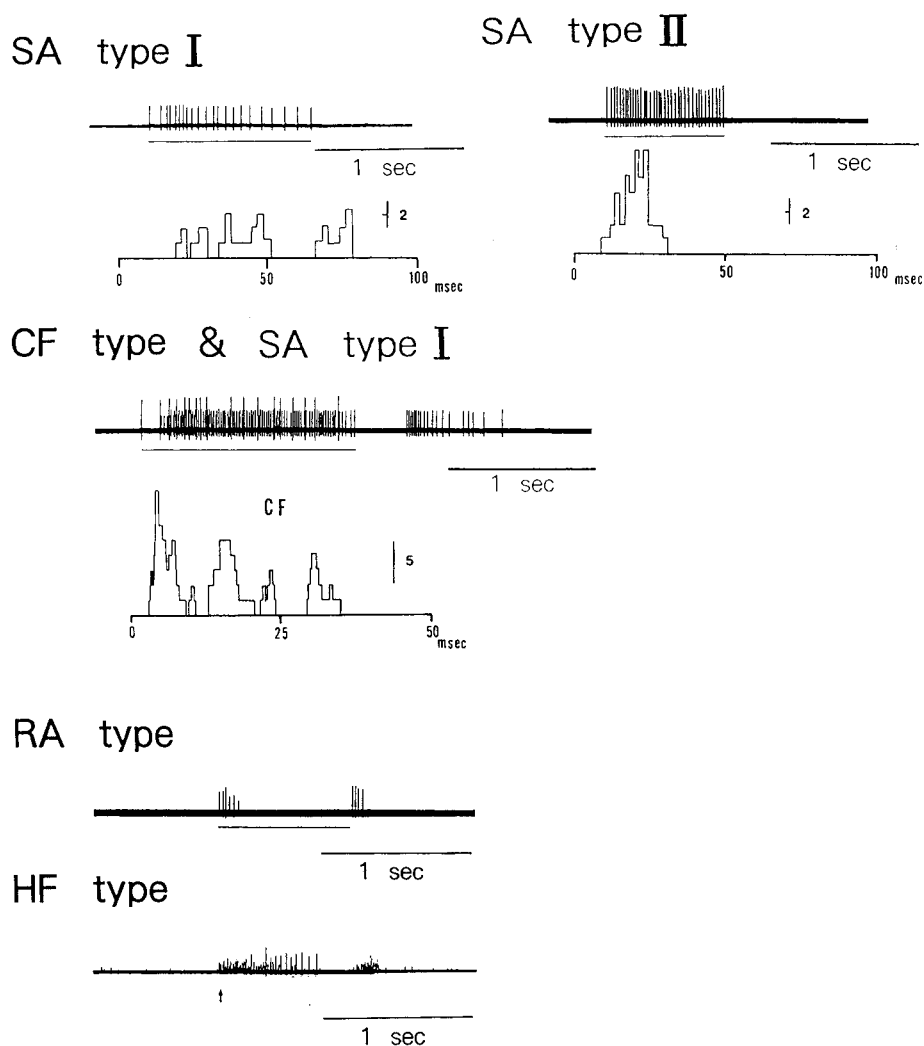 SA type I
SA type II
1 sec
1 sec
2
2
0 50 100 msec
0 50 100 msec
CF type & SA type I
1 sec
CF
5
0 25 50 msec
RA type
1 sec
HF type
1 sec